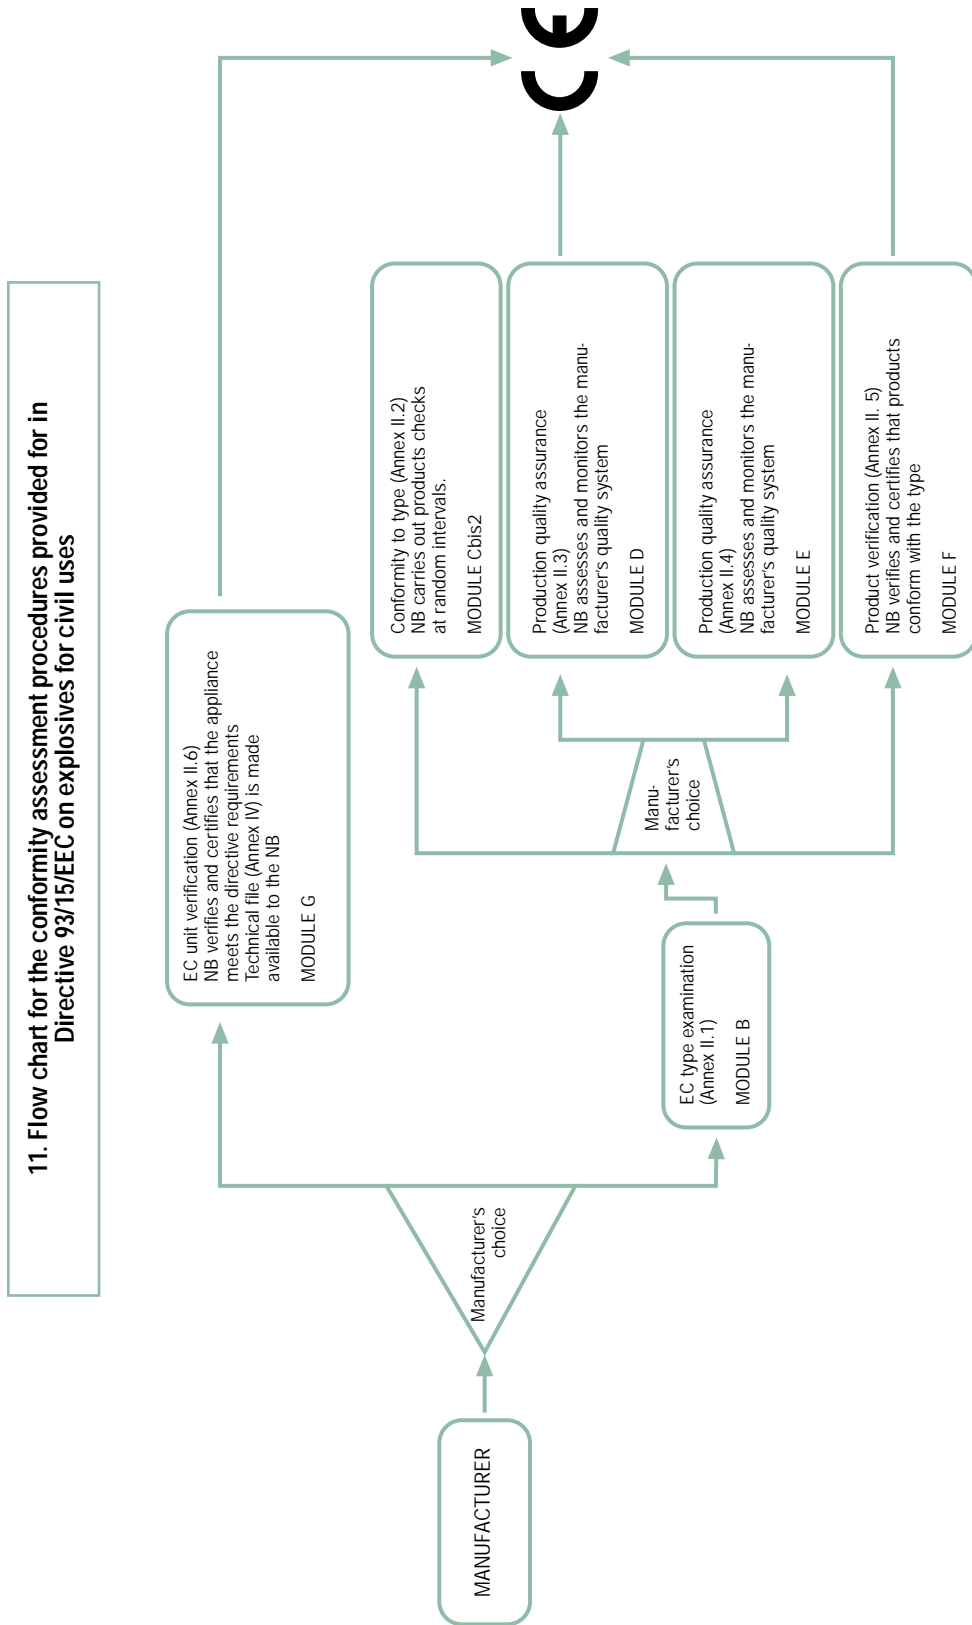 11. Flow chart for the conformity assessment procedures provided for in
Directive 93/15/EEC on explosives for civil uses
MANUFACTURER
Manufacturer's
choice
EC unit verification (Annex II.6)
NB verifies and certifies that the appliance
meets the directive requirements
Technical file (Annex IV) is made
available to the NB
MODULE G
EC type examination
(Annex II.1)
MODULE B
Manu-
facturer's
choice
Conformity to type (Annex II.2)
NB carries out products checks
at random intervals.
MODULE Cbis2
Production quality assurance
(Annex II.3)
NB assesses and monitors the manu-
facturer's quality system
MODULE D
Production quality assurance
(Annex II.4)
NB assesses and monitors the manu-
facturer's quality system
MODULE E
Product verification (Annex II. 5)
NB verifies and certifies that products
conform with the type
MODULE F
CE